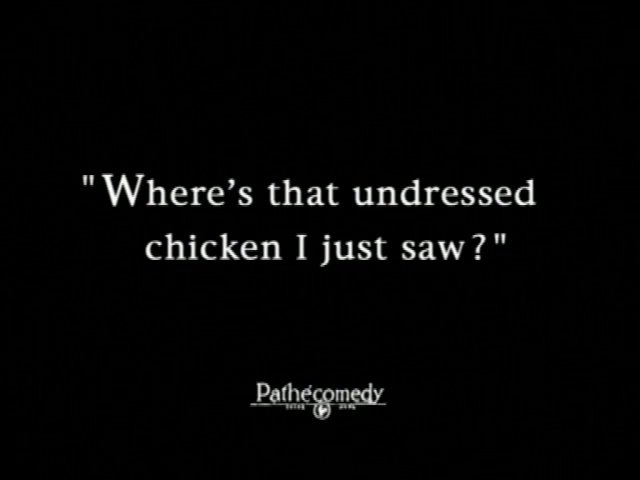 "Where’s that undressed
chicken I just saw?"
Pathécomedy